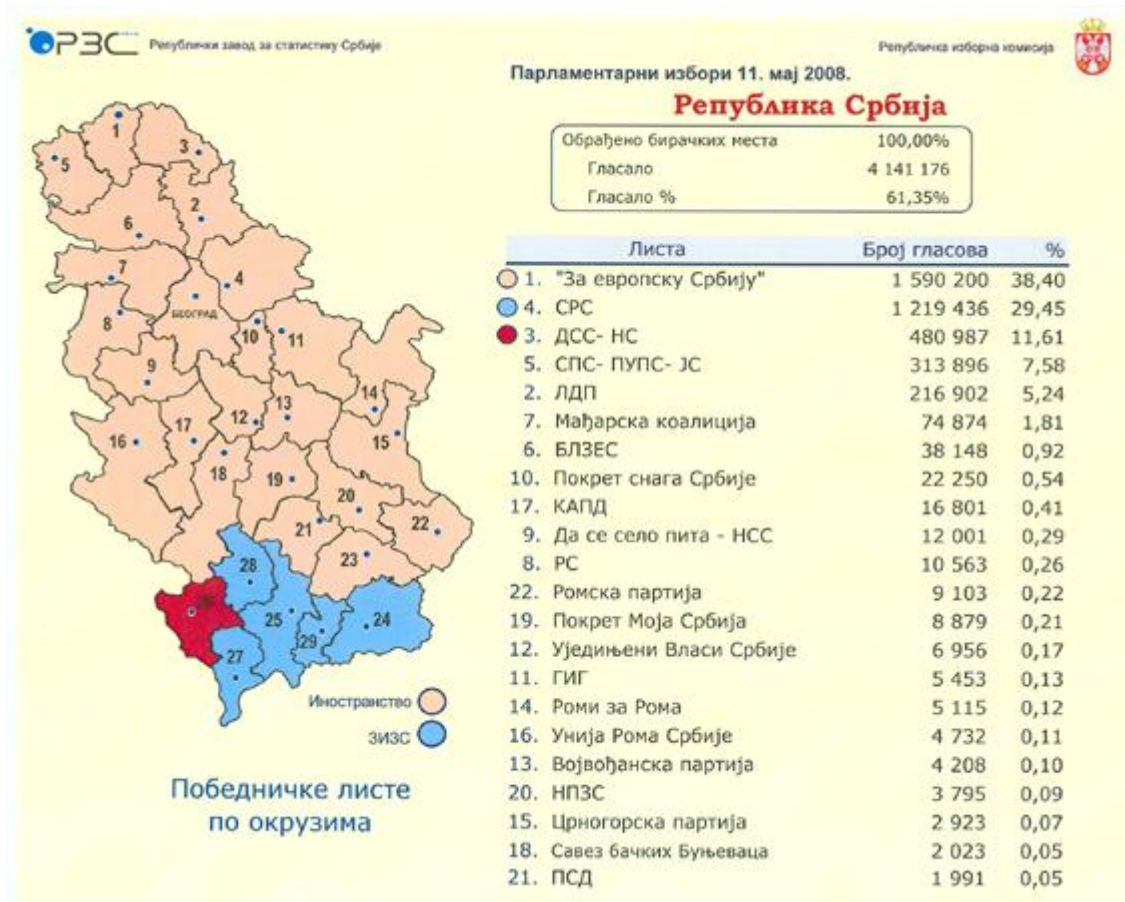 РЗС Републички завод за статистику Србије
Републичка изборна комисија
Парламентарни избори 11. мај 2008.
Република Србија
Обрађено бирачких места 100,00%
Гласало 4 141 176
Гласало % 61,35%
Листа Број гласова %
1. "За европску Србију" 1 590 200 38,40
4. СРС 1 219 436 29,45
3. ДСС- НС 480 987 11,61
5. СПС- ПУПС- ЈС 313 896 7,58
2. ЛДП 216 902 5,24
7. Мађарска коалиција 74 874 1,81
6. БЛЗЕС 38 148 0,92
10. Покрет снага Србије 22 250 0,54
17. КАПД 16 801 0,41
9. Да се село пита - НСС 12 001 0,29
8. РС 10 563 0,26
22. Ромска партија 9 103 0,22
19. Покрет Моја Србија 8 879 0,21
12. Уједињени Власи Србије 6 956 0,17
11. ГИГ 5 453 0,13
14. Роми за Рома 5 115 0,12
16. Унија Рома Србије 4 732 0,11
13. Војвођанска партија 4 208 0,10
20. НПЗС 3 795 0,09
15. Црногорска партија 2 923 0,07
18. Савез бачких Буњеваца 2 023 0,05
21. ПСД 1 991 0,05
1
3
5
2
6
7
4
8
БЕОГРАД
10
11
9
14
12
13
17
16
15
18
19
20
21
22
23
28
25
24
29
27
Иностранство
ЗИЗС
Победничке листе
по окрузима